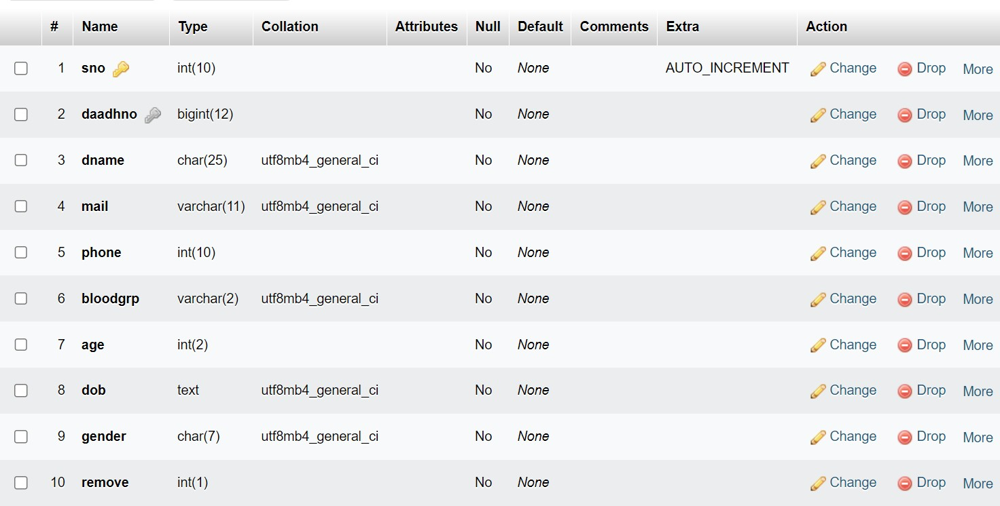 # Name Type Collation Attributes Null Default Comments Extra Action
1 sno int(10) No None AUTO_INCREMENT Change Drop More
2 daadhno bigint(12) No None Change Drop More
3 dname char(25) utf8mb4_general_ci No None Change Drop More
4 mail varchar(11) utf8mb4_general_ci No None Change Drop More
5 phone int(10) No None Change Drop More
6 bloodgrp varchar(2) utf8mb4_general_ci No None Change Drop More
7 age int(2) No None Change Drop More
8 dob text utf8mb4_general_ci No None Change Drop More
9 gender char(7) utf8mb4_general_ci No None Change Drop More
10 remove int(1) No None Change Drop More